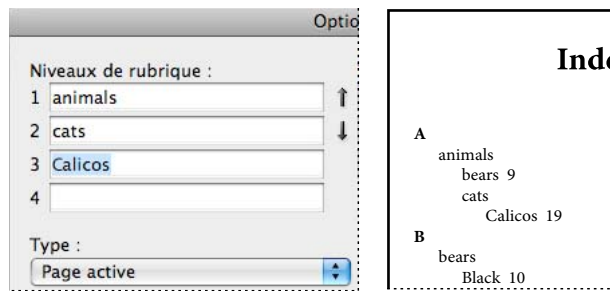 Optio
Niveaux de rubrique :
1 animals
2 cats
3 Calicos
4
Type :
Page active
Inde
A
animals
bears 9
cats
Calicos 19
B
bears
Black 10